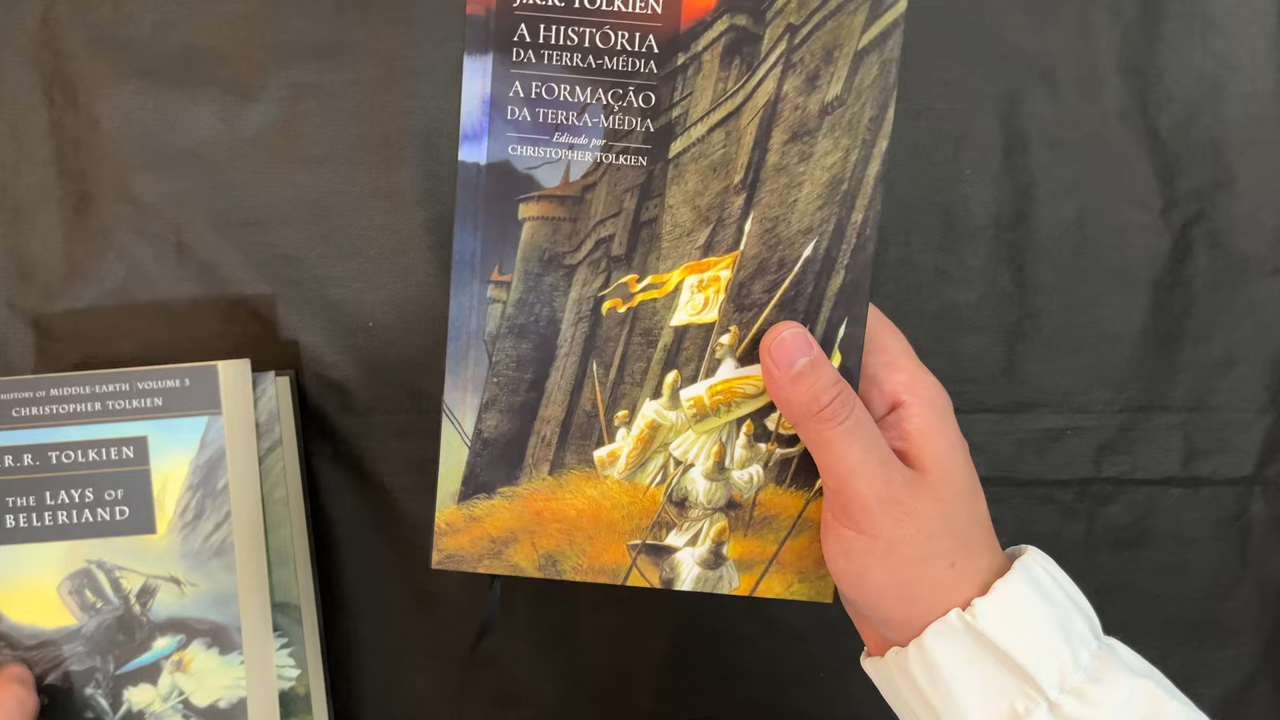 J.R.R. TOLKIEN
A HISTÓRIA
DA TERRA-MÉDIA
A FORMAÇÃO
DA TERRA-MÉDIA
Editado por
CHRISTOPHER TOLKIEN
HISTORY OF MIDDLE-EARTH | VOLUME 3
CHRISTOPHER TOLKIEN
.R.R. TOLKIEN
THE LAYS OF
BELERIAND